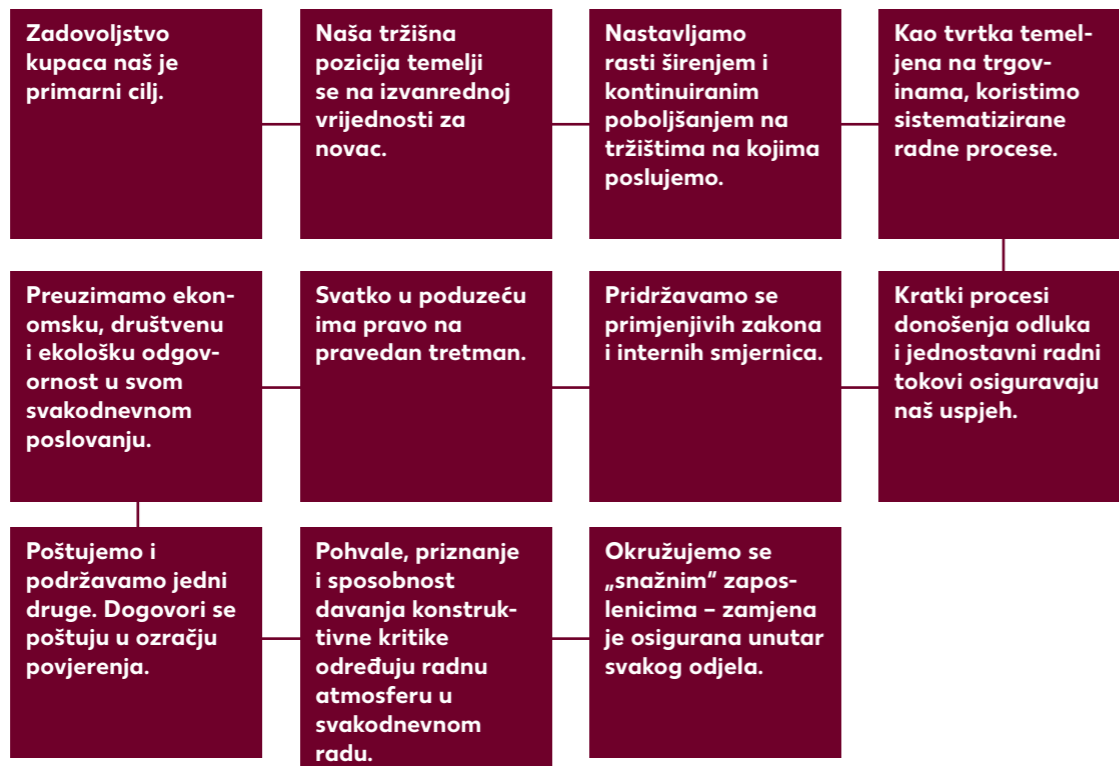 Zadovoljstvo
kupaca naš je
primarni cilj.
Naša tržišna
pozicija temelji
se na izvanrednoj
vrijednosti za
novac.
Nastavljamo
rasti širenjem i
kontinuiranim
poboljšanjem na
tržištima na kojima
poslujemo.
Kao tvrtka temel-
jena na trgov-
inama, koristimo
sistematizirane
radne procese.
Kratki procesi
donošenja odluka
i jednostavni radni
tokovi osiguravaju
naš uspjeh.
Pridržavamo se
primjenjivih zakona
i internih smjernica.
Svatko u poduzeću
ima pravo na
pravedan tretman.
Preuzimamo ekon-
omsku, društvenu
i ekološku odgov-
ornost u svom
svakodnevnom
poslovanju.
Poštujemo i
podržavamo jedni
druge. Dogovori se
poštuju u ozračju
povjerenja.
Pohvale, priznanje
i sposobnost
davanja konstruk-
tivne kritike
određuju radnu
atmosferu u
svakodnevnom
radu.
Okružujemo se
„snažnim“ zapos-
lenicima – zamjena
je osigurana unutar
svakog odjela.